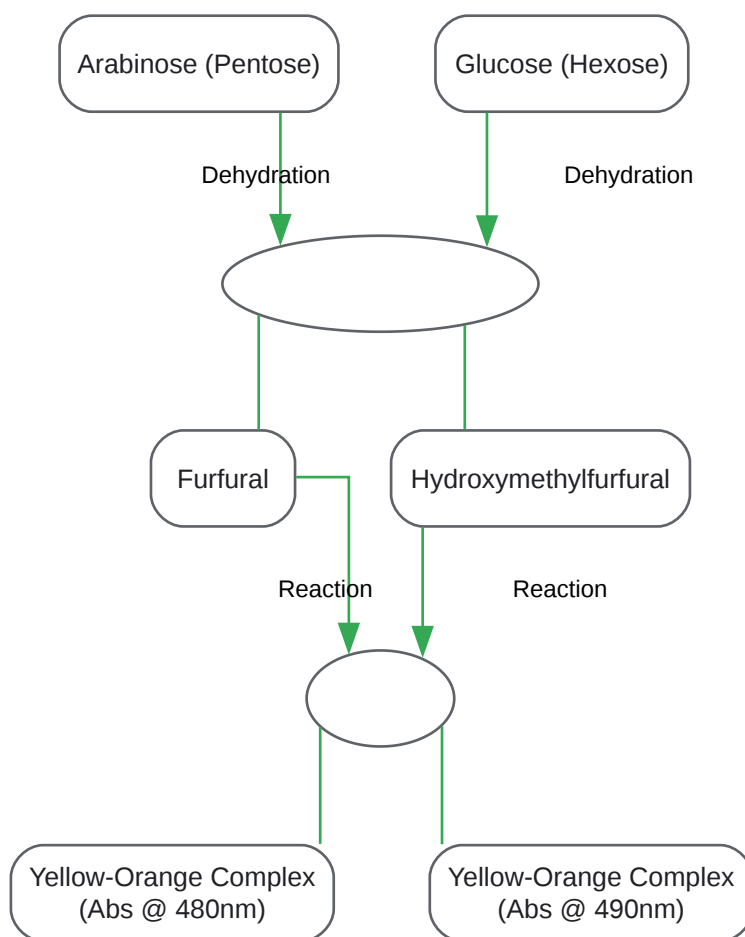 Arabinose (Pentose)
Glucose (Hexose)
Dehydration
Dehydration
Furfural
Hydroxymethylfurfural
Reaction
Reaction
Yellow-Orange Complex
(Abs @ 480nm)
Yellow-Orange Complex
(Abs @ 490nm)